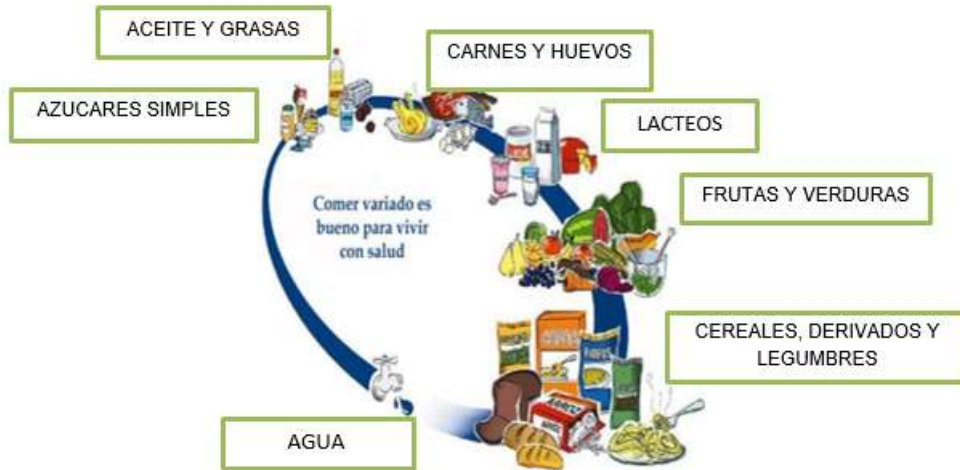 ACEITE Y GRASAS
CARNES Y HUEVOS
AZUCARES SIMPLES
LACTEOS
Comer variado es
bueno para vivir
con salud
FRUTAS Y VERDURAS
CEREALES, DERIVADOS Y
LEGUMBRES
AGUA